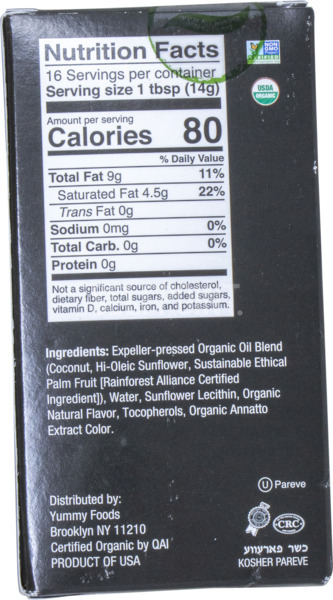 Nutrition Facts
16 Servings per container
Serving size 1 tbsp (14g)
Amount per serving
Calories 80
% Daily Value
Total Fat 9g 11%
Saturated Fat 4.5g 22%
Trans Fat 0g
Sodium 0mg 0%
Total Carb. 0g 0%
Protein 0g
Not a significant source of cholesterol,
dietary fiber, total sugars, added sugars,
vitamin D, calcium, iron, and potassium.
NON
GMO
USDA
ORGANIC
Ingredients: Expeller-pressed Organic Oil Blend
(Coconut, Hi-Oleic Sunflower, Sustainable Ethical
Palm Fruit [Rainforest Alliance Certified
Ingredient]), Water, Sunflower Lecithin, Organic
Natural Flavor, Tocopherols, Organic Annatto
Extract Color.
U Pareve
Distributed by:
Yummy Foods
Brooklyn NY 11210
Certified Organic by QAI
PRODUCT OF USA
CRC
כשר פארעווע
KOSHER PAREVE